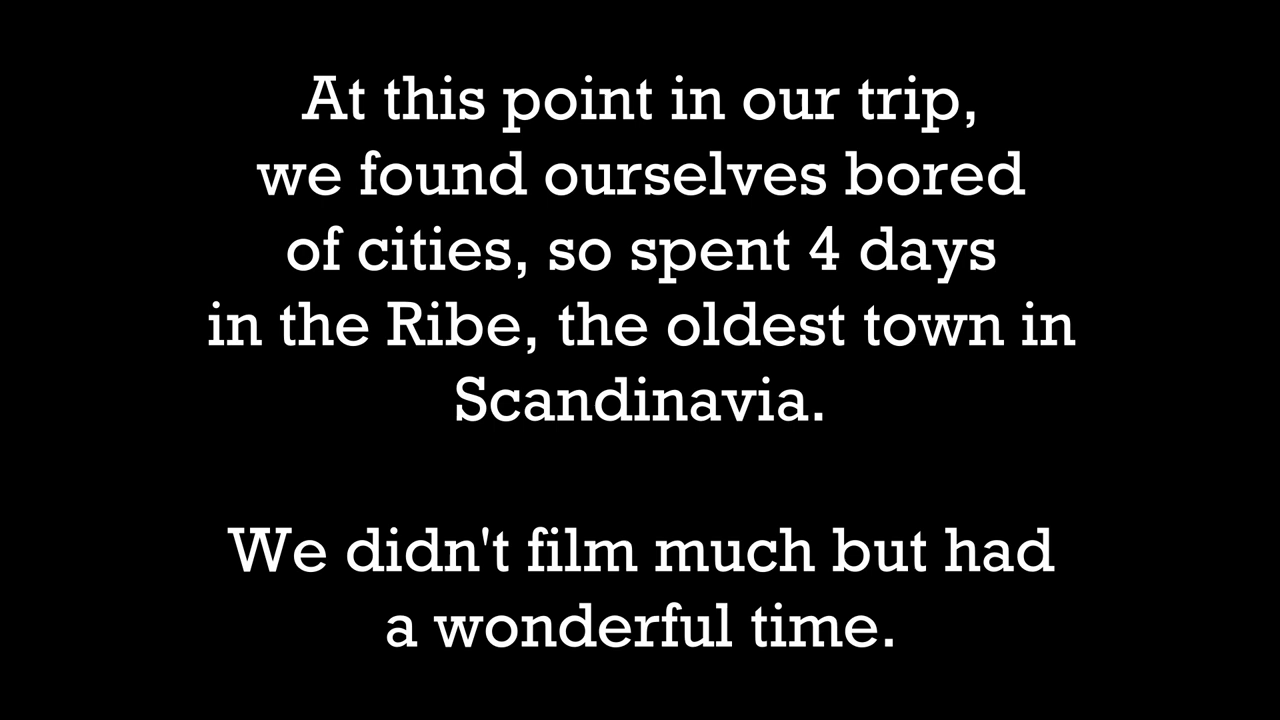 At this point in our trip,
we found ourselves bored
of cities, so spent 4 days
in the Ribe, the oldest town in
Scandinavia.
We didn't film much but had
a wonderful time.